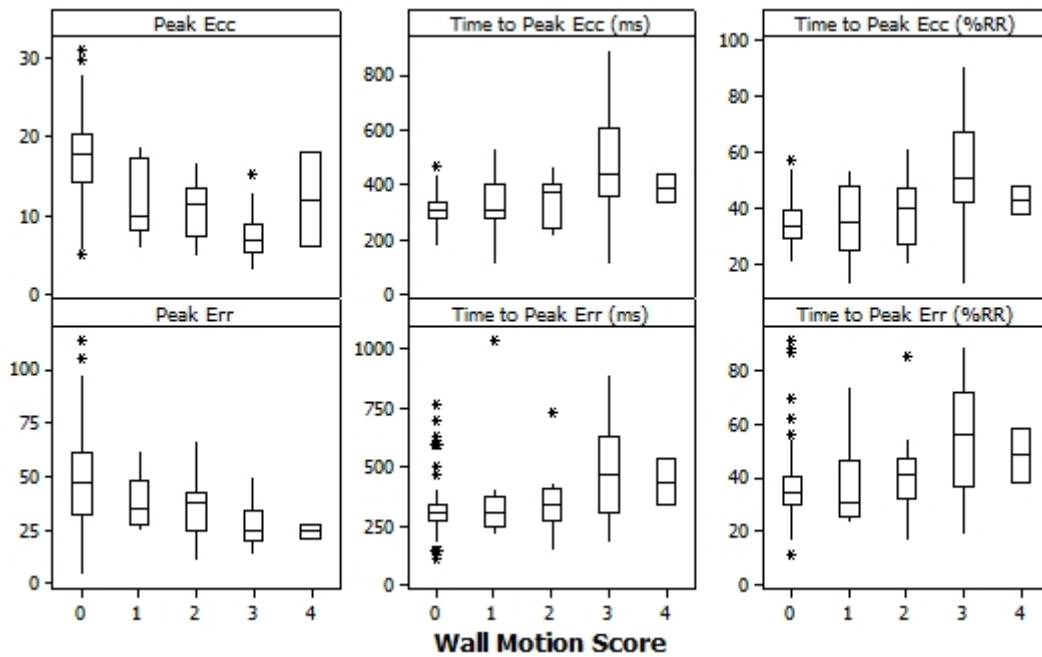 Peak Ecc
Time to Peak Ecc (ms)
Time to Peak Ecc (%RR)
30
20
10
0
800
600
400
200
0
100
80
60
40
20
Peak Err
Time to Peak Err (ms)
Time to Peak Err (%RR)
100
75
50
25
0
1000
750
500
250
0
80
60
40
20
0
0 1 2 3 4
0 1 2 3 4
0 1 2 3 4
Wall Motion Score